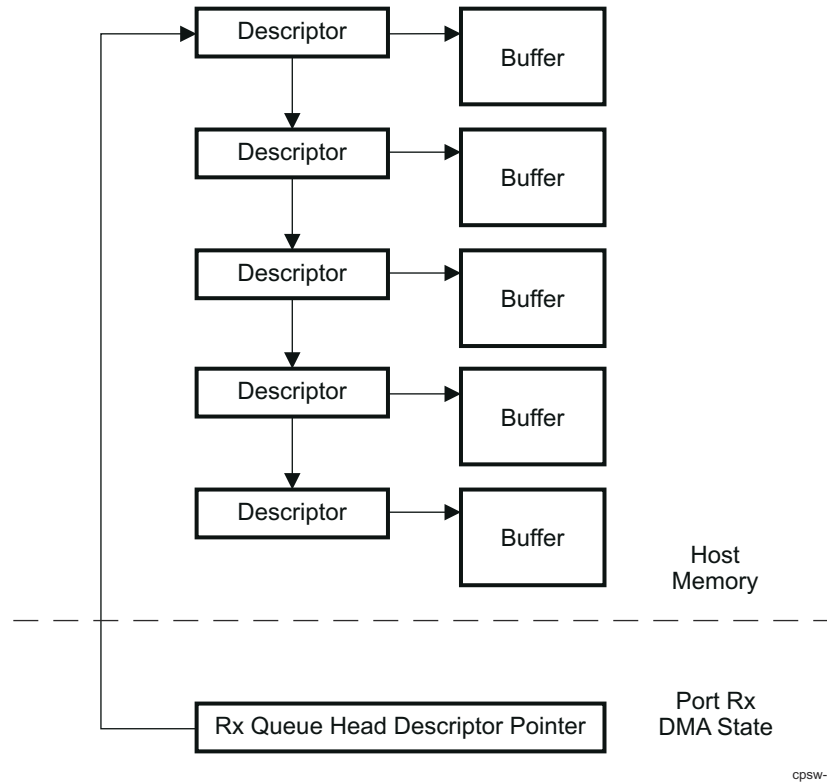 Descriptor
Buffer
Descriptor
Buffer
Descriptor
Buffer
Descriptor
Buffer
Descriptor
Buffer
Host
Memory
Port Rx
DMA State
Rx Queue Head Descriptor Pointer
cpsw-